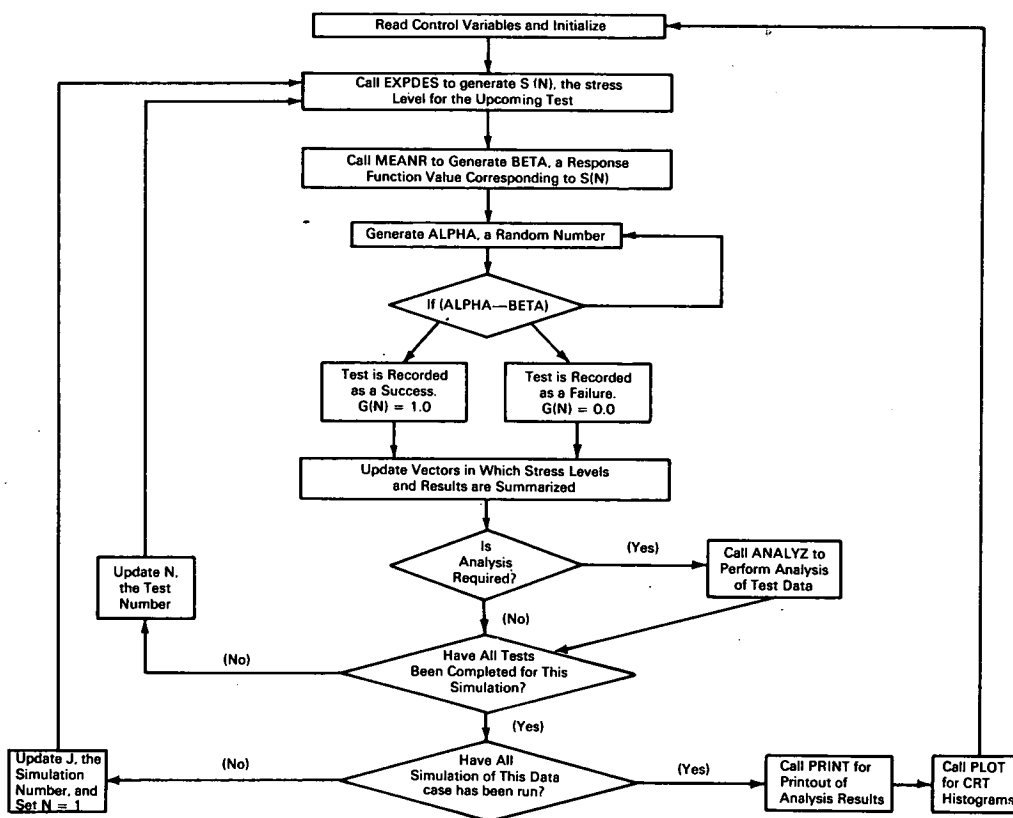 Read Control Variables and Initialize
Call EXPDES to generate S (N), the stress
Level for the Upcoming Test
Call MEANR to Generate BETA, a Response
Function Value Corresponding to S(N)
Generate ALPHA, a Random Number
If (ALPHA—BETA)
Test is Recorded
as a Success.
G(N) = 1.0
Test is Recorded
as a Failure.
G(N) = 0.0
Update Vectors in Which Stress Levels
and Results are Summarized
Is
Analysis
Required?
(Yes)
Call ANALYZ to
Perform Analysis
of Test Data
(No)
Update N,
the Test
Number
(No)
Have All Tests
Been Completed for This
Simulation?
(Yes)
Update J, the
Simulation
Number, and
Set N = 1
(No)
Have All
Simulation of This Data
case has been run?
(Yes)
Call PRINT for
Printout of
Analysis Results
Call PLOT
for CRT
Histograms